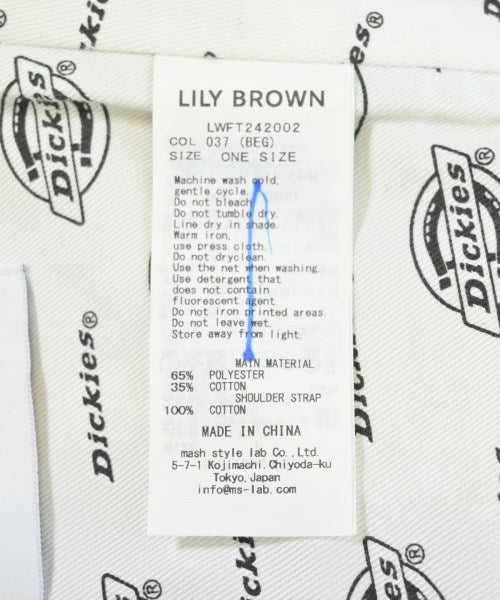 Dickies®
LILY BROWN
LWFT242002
COL 037 (BEG)
SIZE ONE SIZE
Machine wash cold,
gentle cycle.
Do not bleach.
Do not tumble dry.
Line dry in shade.
Warm iron,
use press cloth.
Do not dryclean.
Use the net when washing.
Use detergent that
does not contain
fluorescent agent.
Do not iron printed areas.
Do not leave wet.
Store away from light.
MAIN MATERIAL
65% POLYESTER
35% COTTON
SHOULDER STRAP
100% COTTON
MADE IN CHINA
mash style lab Co.,Ltd.
5-7-1 Kojimachi.Chiyoda-ku
Tokyo,Japan
info@ms-lab.com
Dickies®
Dickies®
Dickies
Dickies
Dickies®